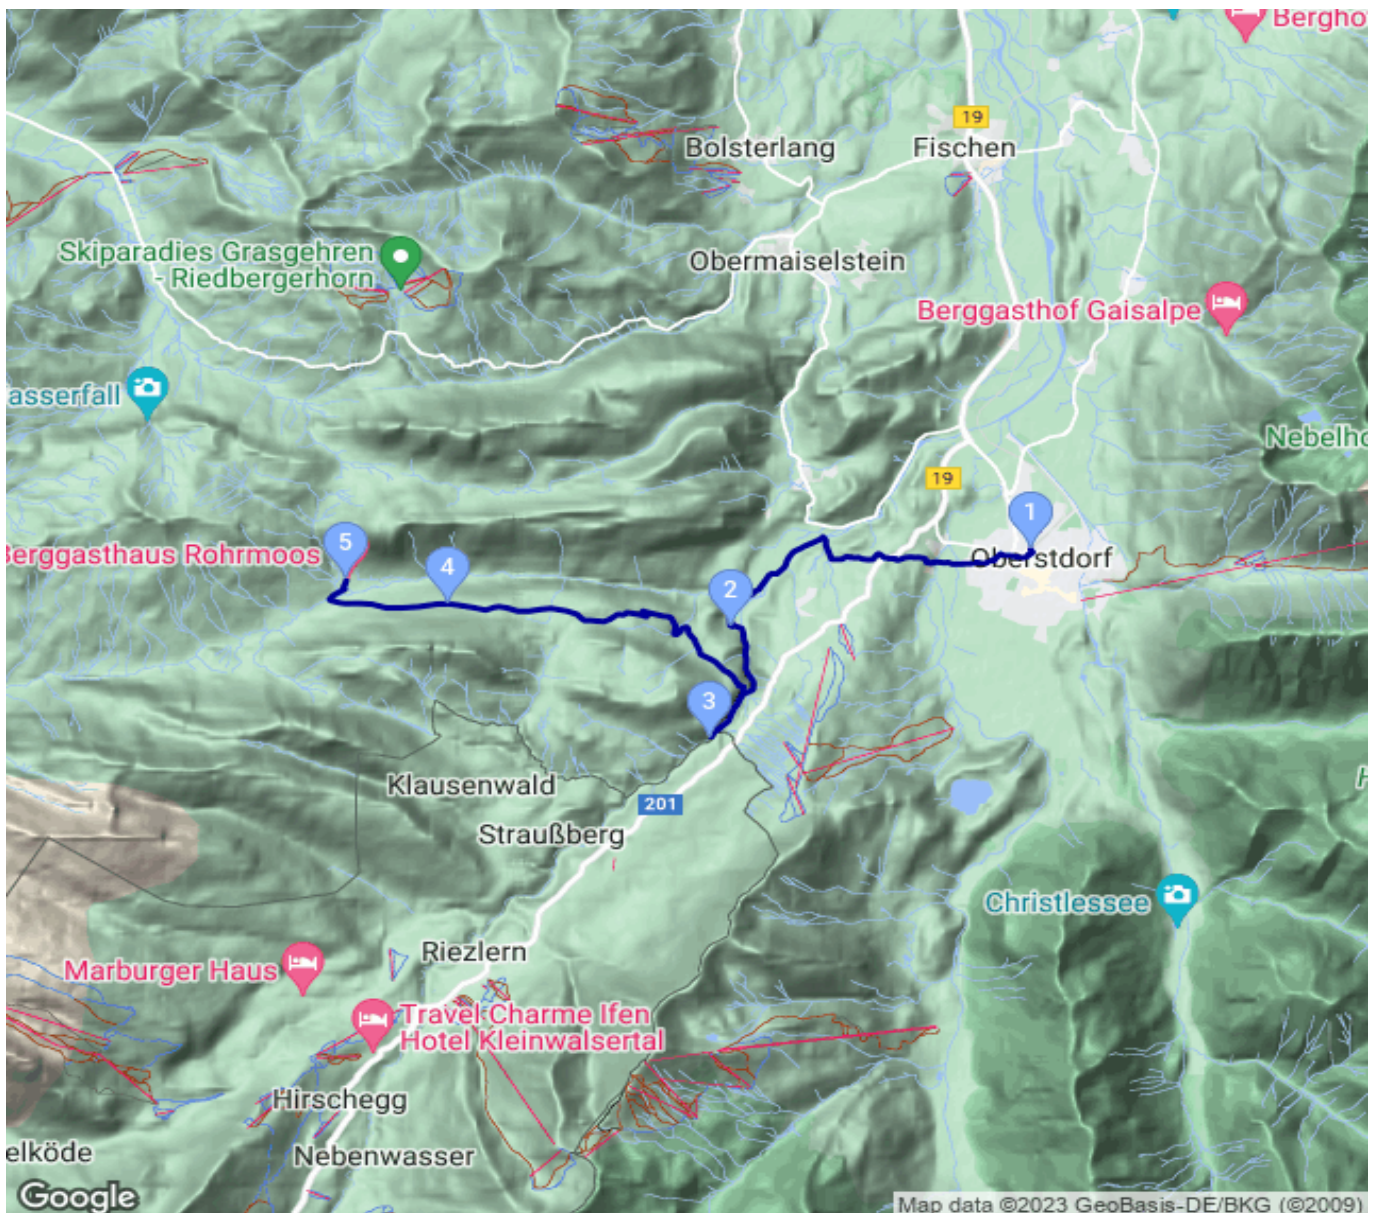 Bergho
19
Bolsterlang
Fischen
Skiparadies Grasgehren
- Riedbergerhorn
Obermaiselstein
Berggasthof Gaisalpe
asserfall
Nebelho
19
1
Berggasthaus Rohrmoos
5
4
Oberstdorf
2
3
H
Klausenwald
201
Straußberg
Christlessee
Riezlern
Marburger Haus
Travel Charme Ifen
Hotel Kleinwalsertal
Hirschegg
elköde
Nebenwasser
Google
Map data ©2023 GeoBasis-DE/BKG (©2009)